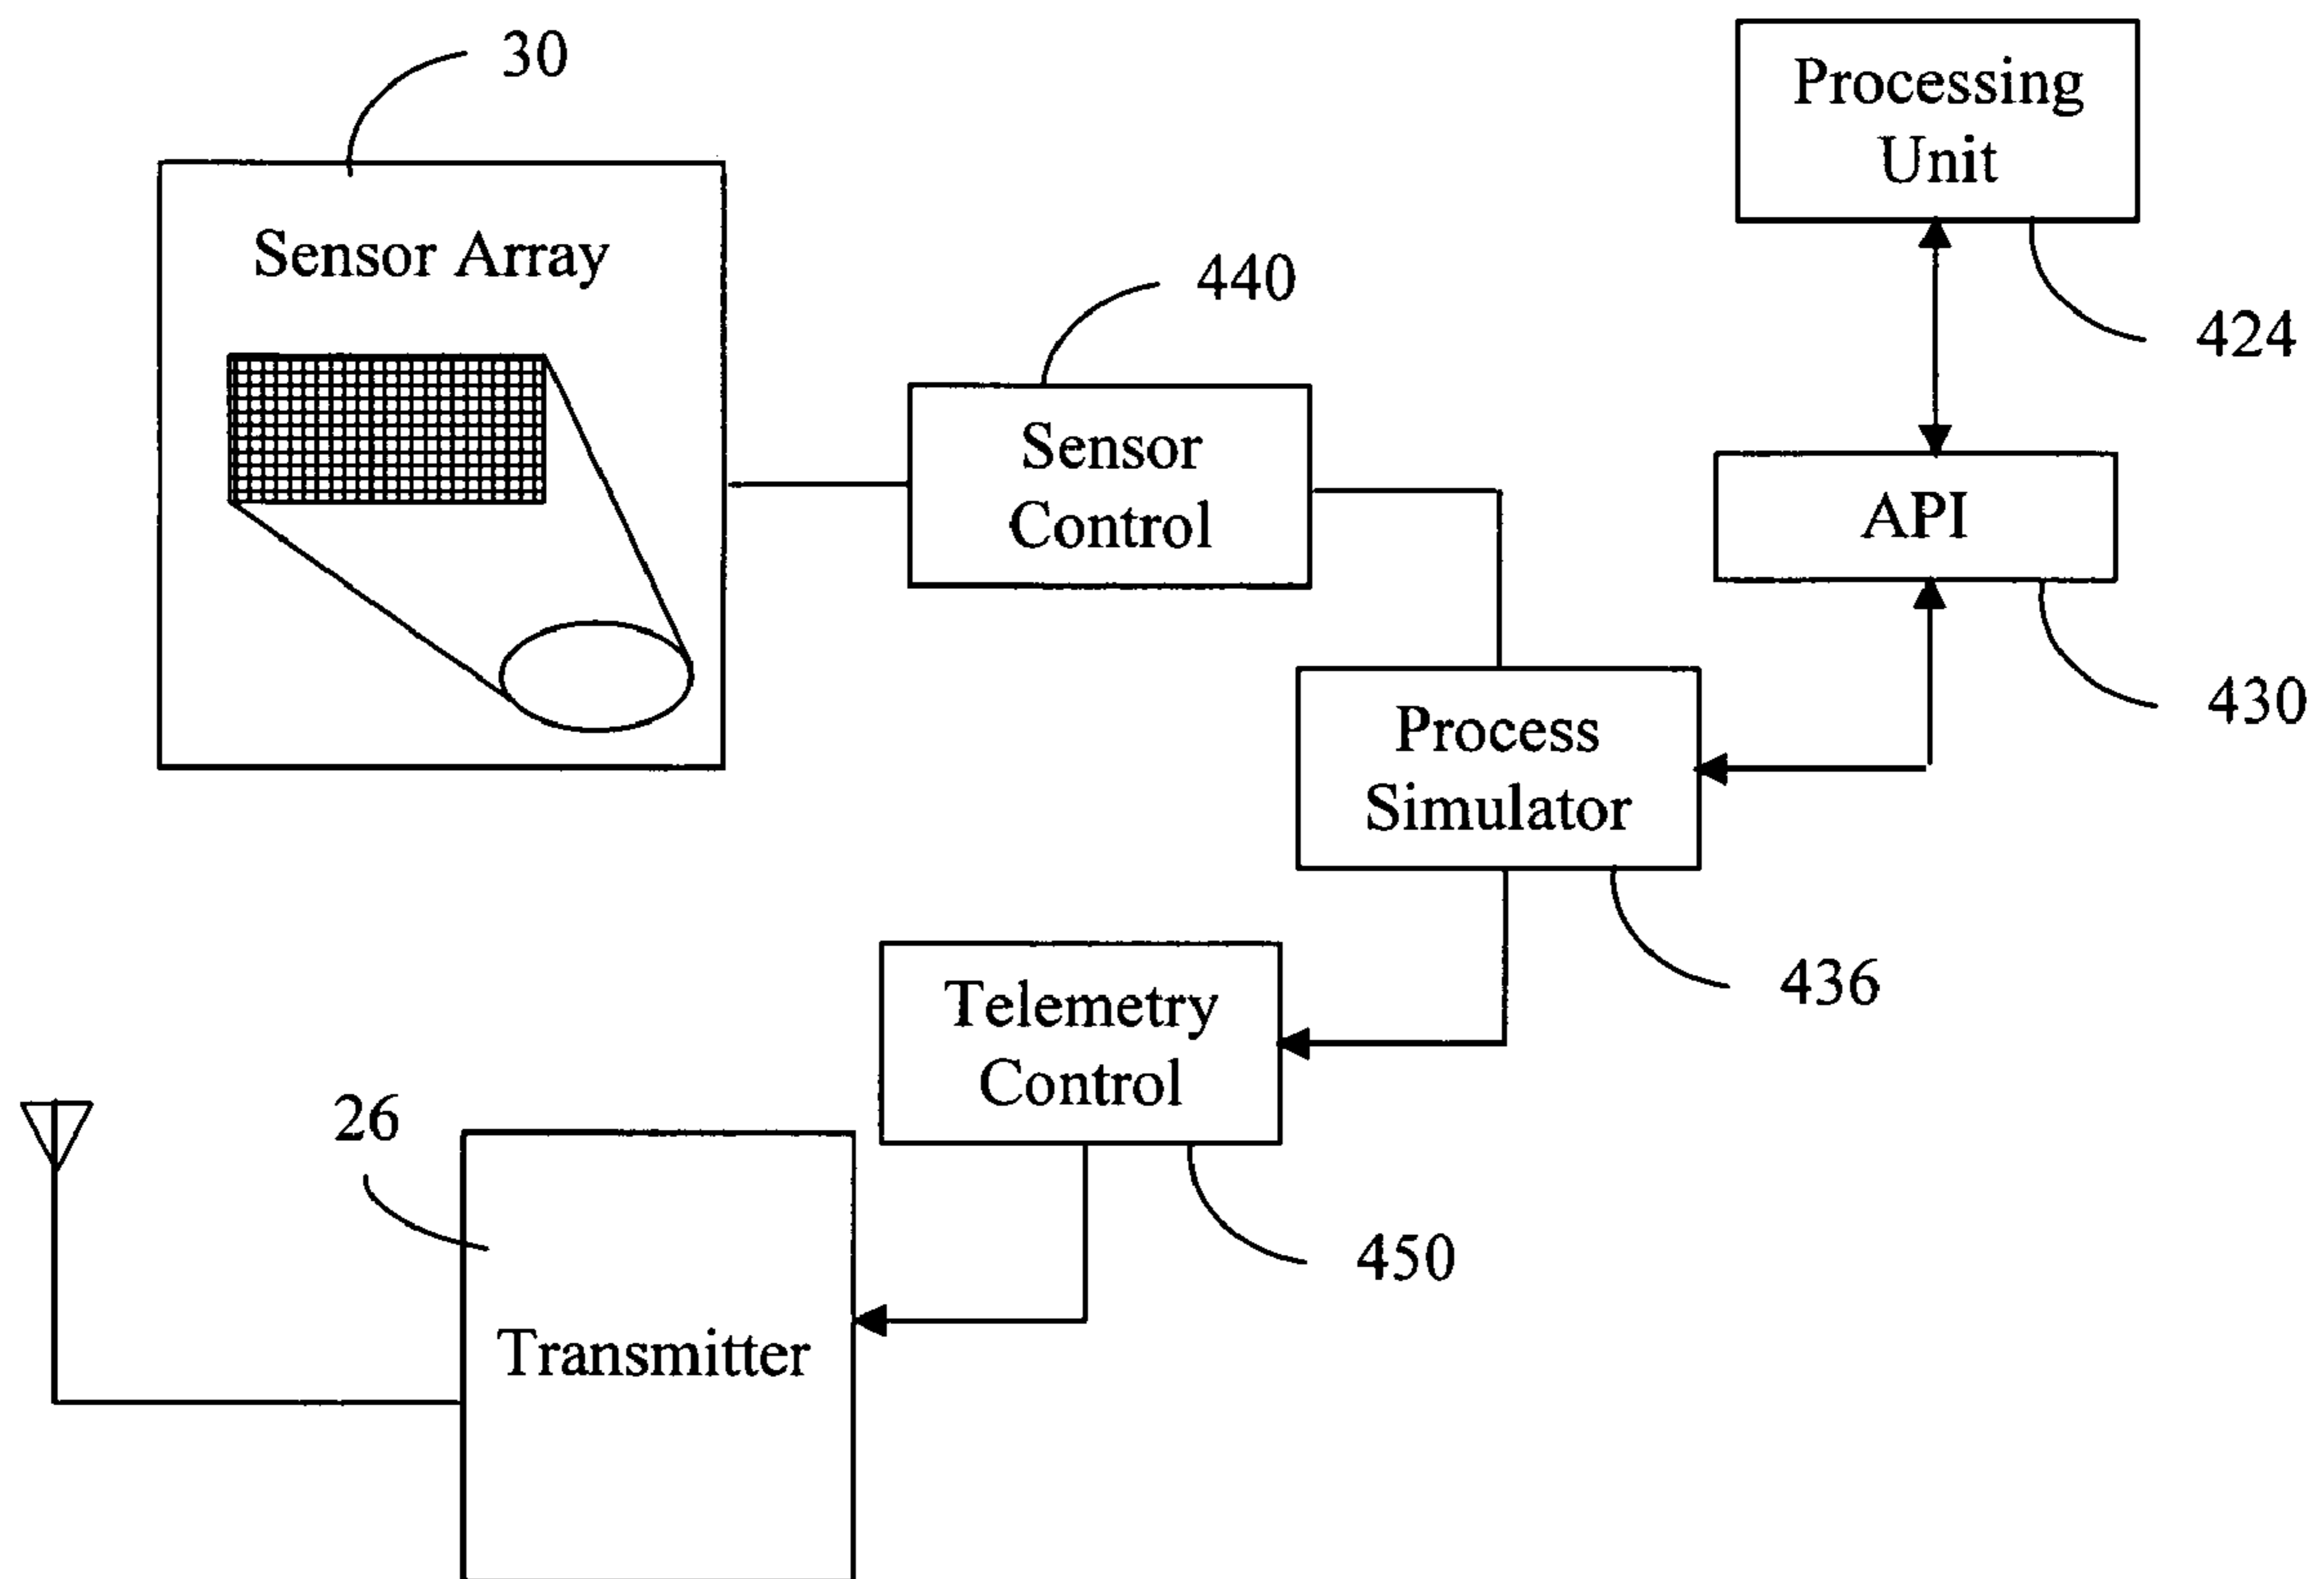 30
Processing
Unit
Sensor Array
440
424
Sensor
Control
API
430
Process
Simulator
436
Telemetry
Control
26
450
Transmitter